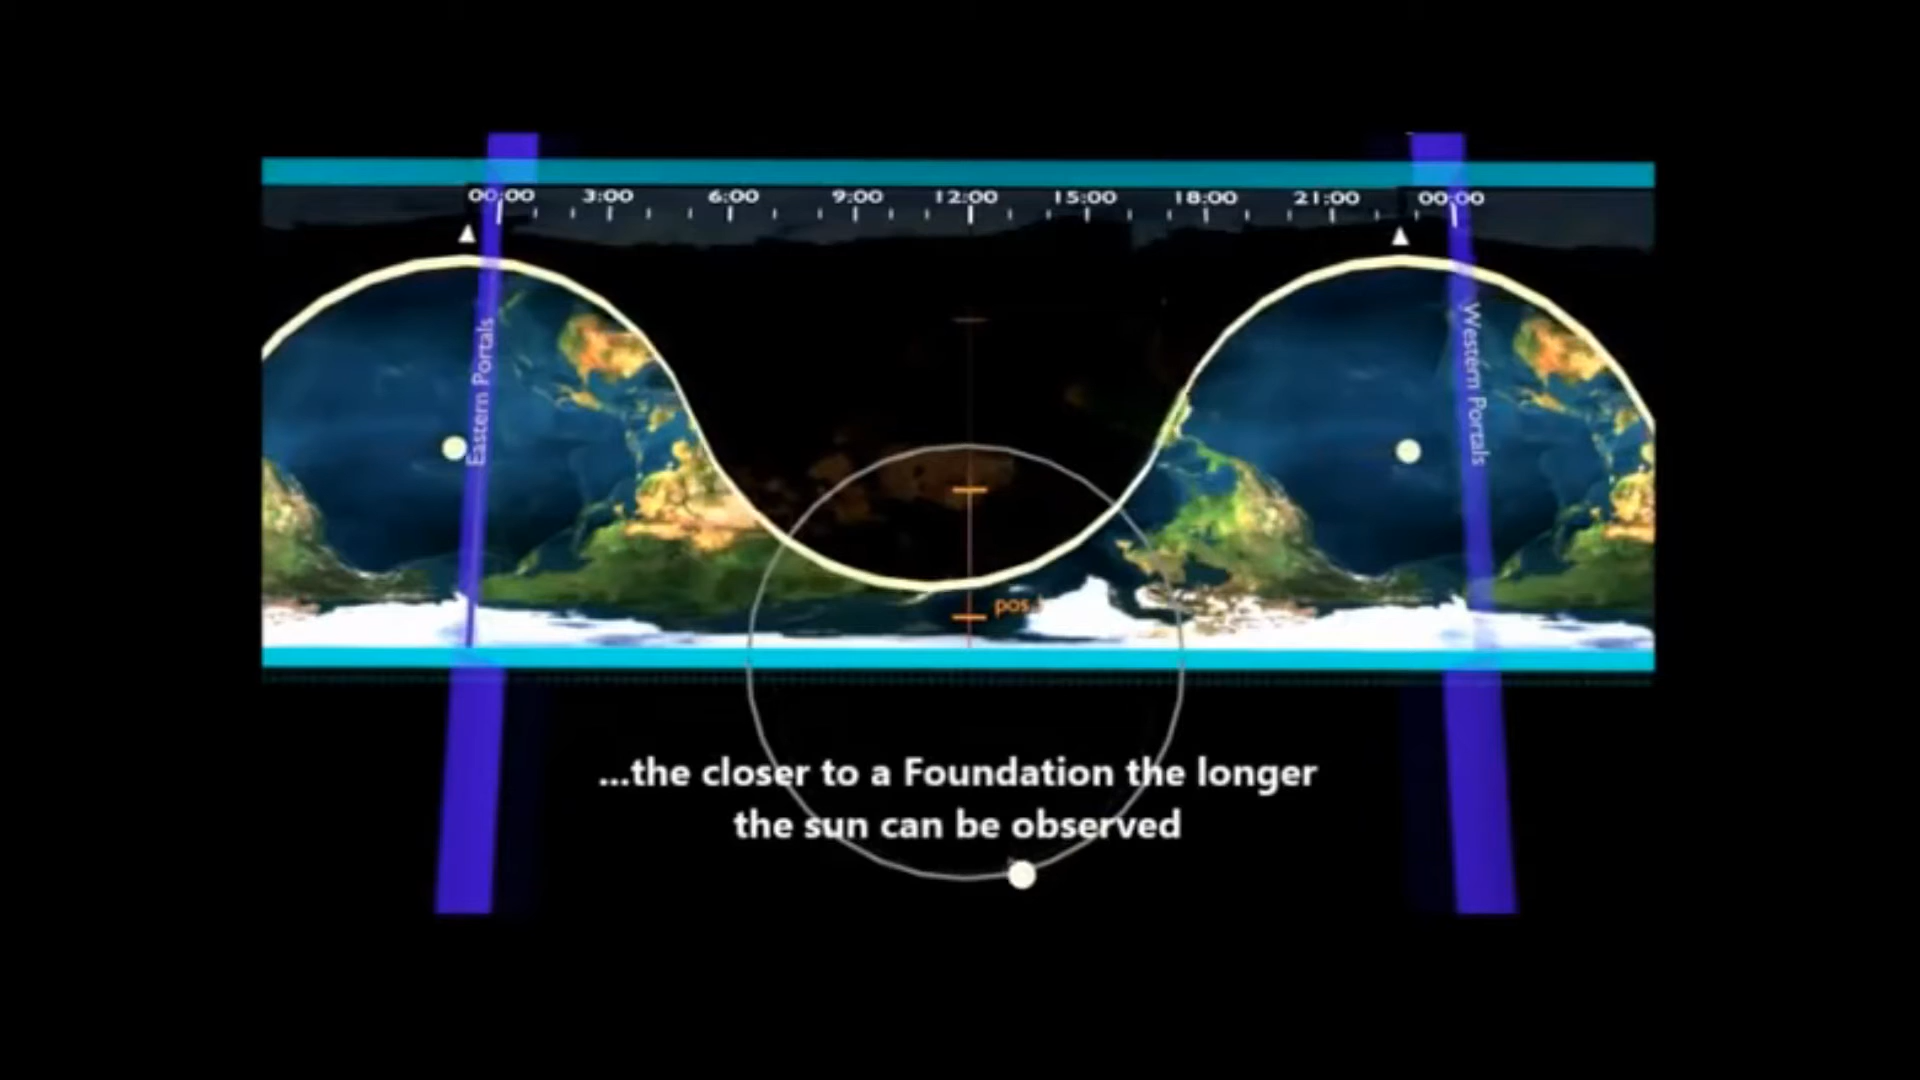 00:00 3:00 6:00 9:00 12:00 15:00 18:00 21:00 00:00
Eastern Portals
Western Portals
pos
...the closer to a Foundation the longer
the sun can be observed